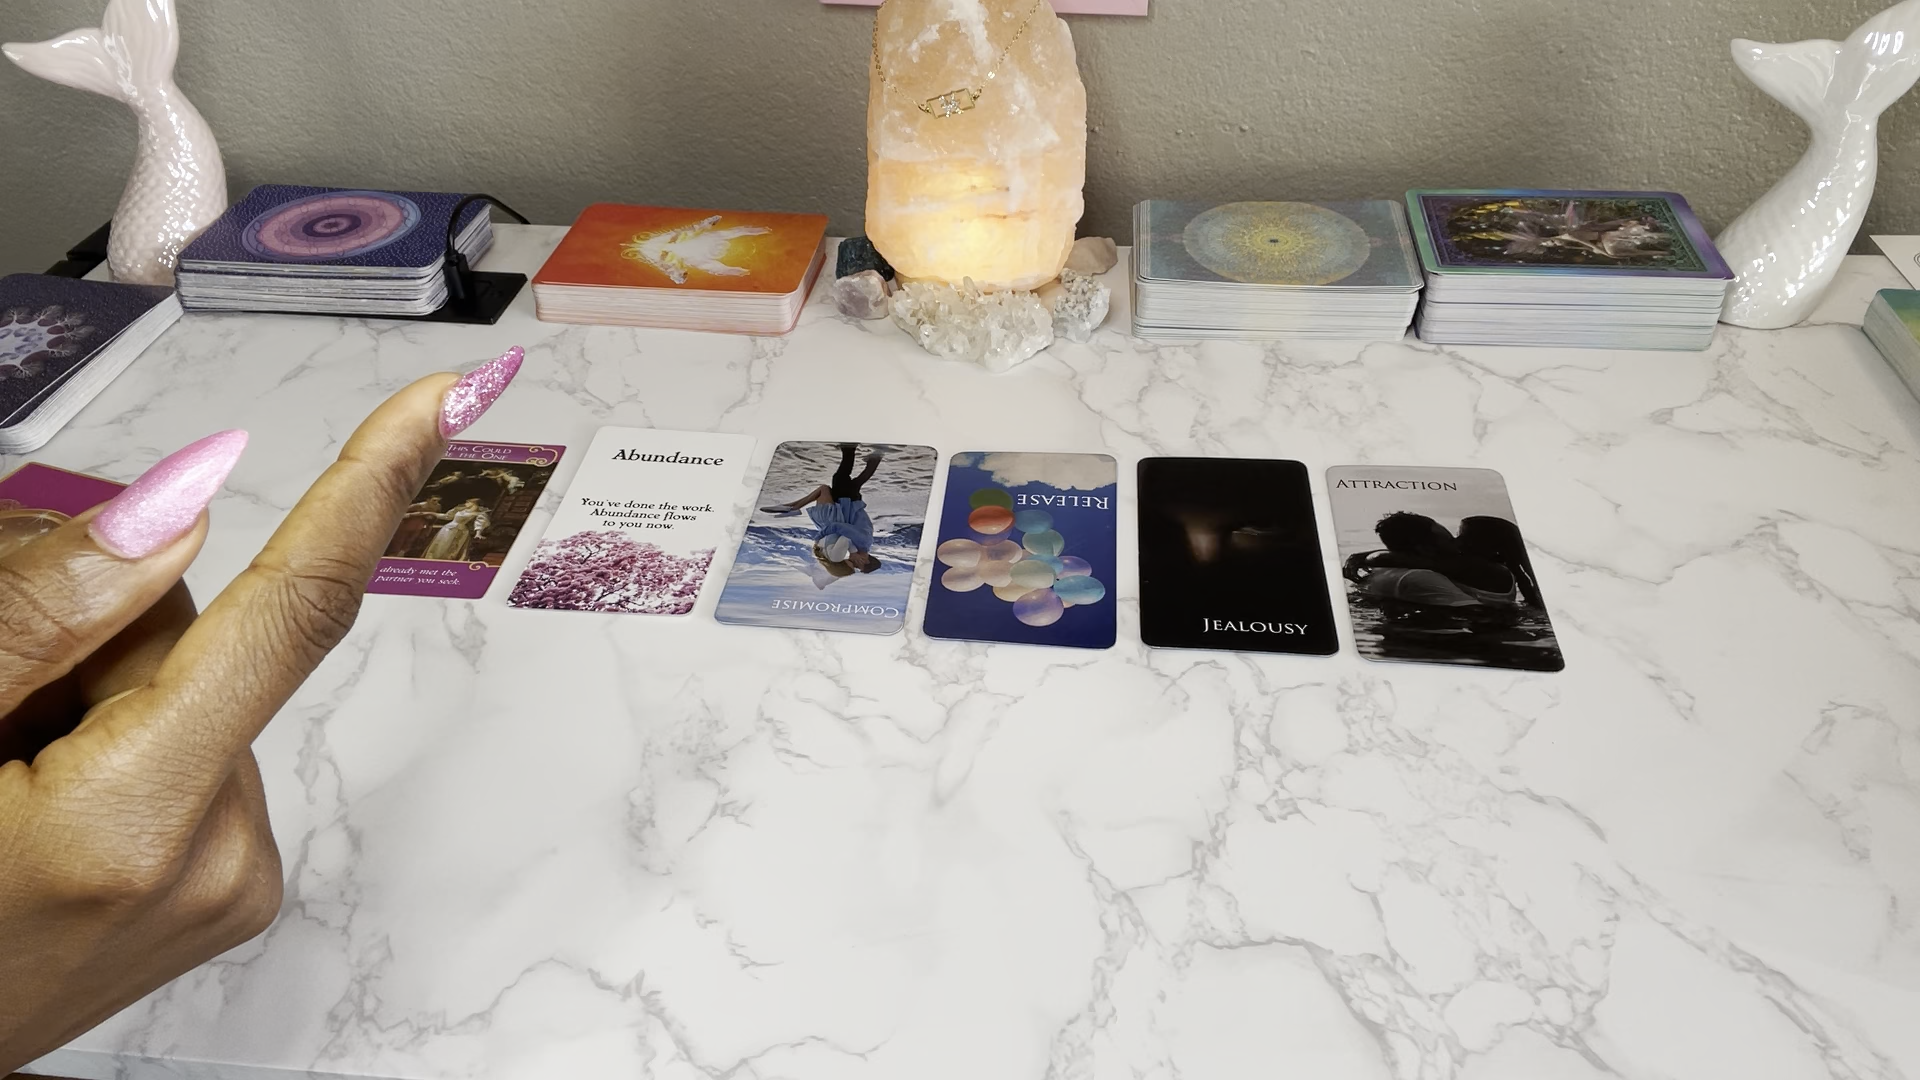 THIS COULD
BE THE ONE
already met the
partner you seek.
Abundance
You've done the work.
Abundance flows
to you now.
COMPROMISE
RELEASE
JEALOUSY
ATTRACTION